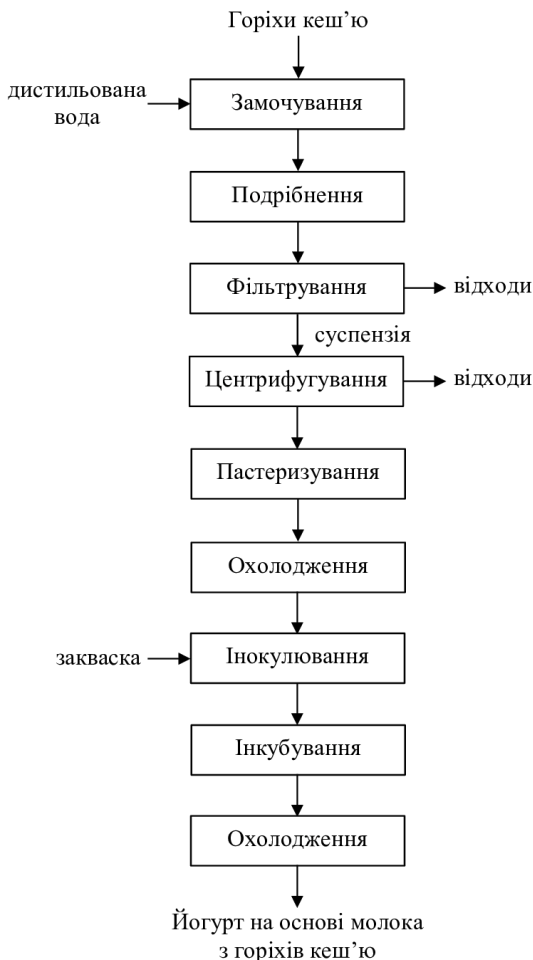 Горіхи кеш’ю
дистильована
вода
Замочування
Подрібнення
Фільтрування
відходи
суспензія
Центрифугування
відходи
Пастеризування
Охолодження
закваска
Інокулювання
Інкубування
Охолодження
Йогурт на основі молока
з горіхів кеш’ю